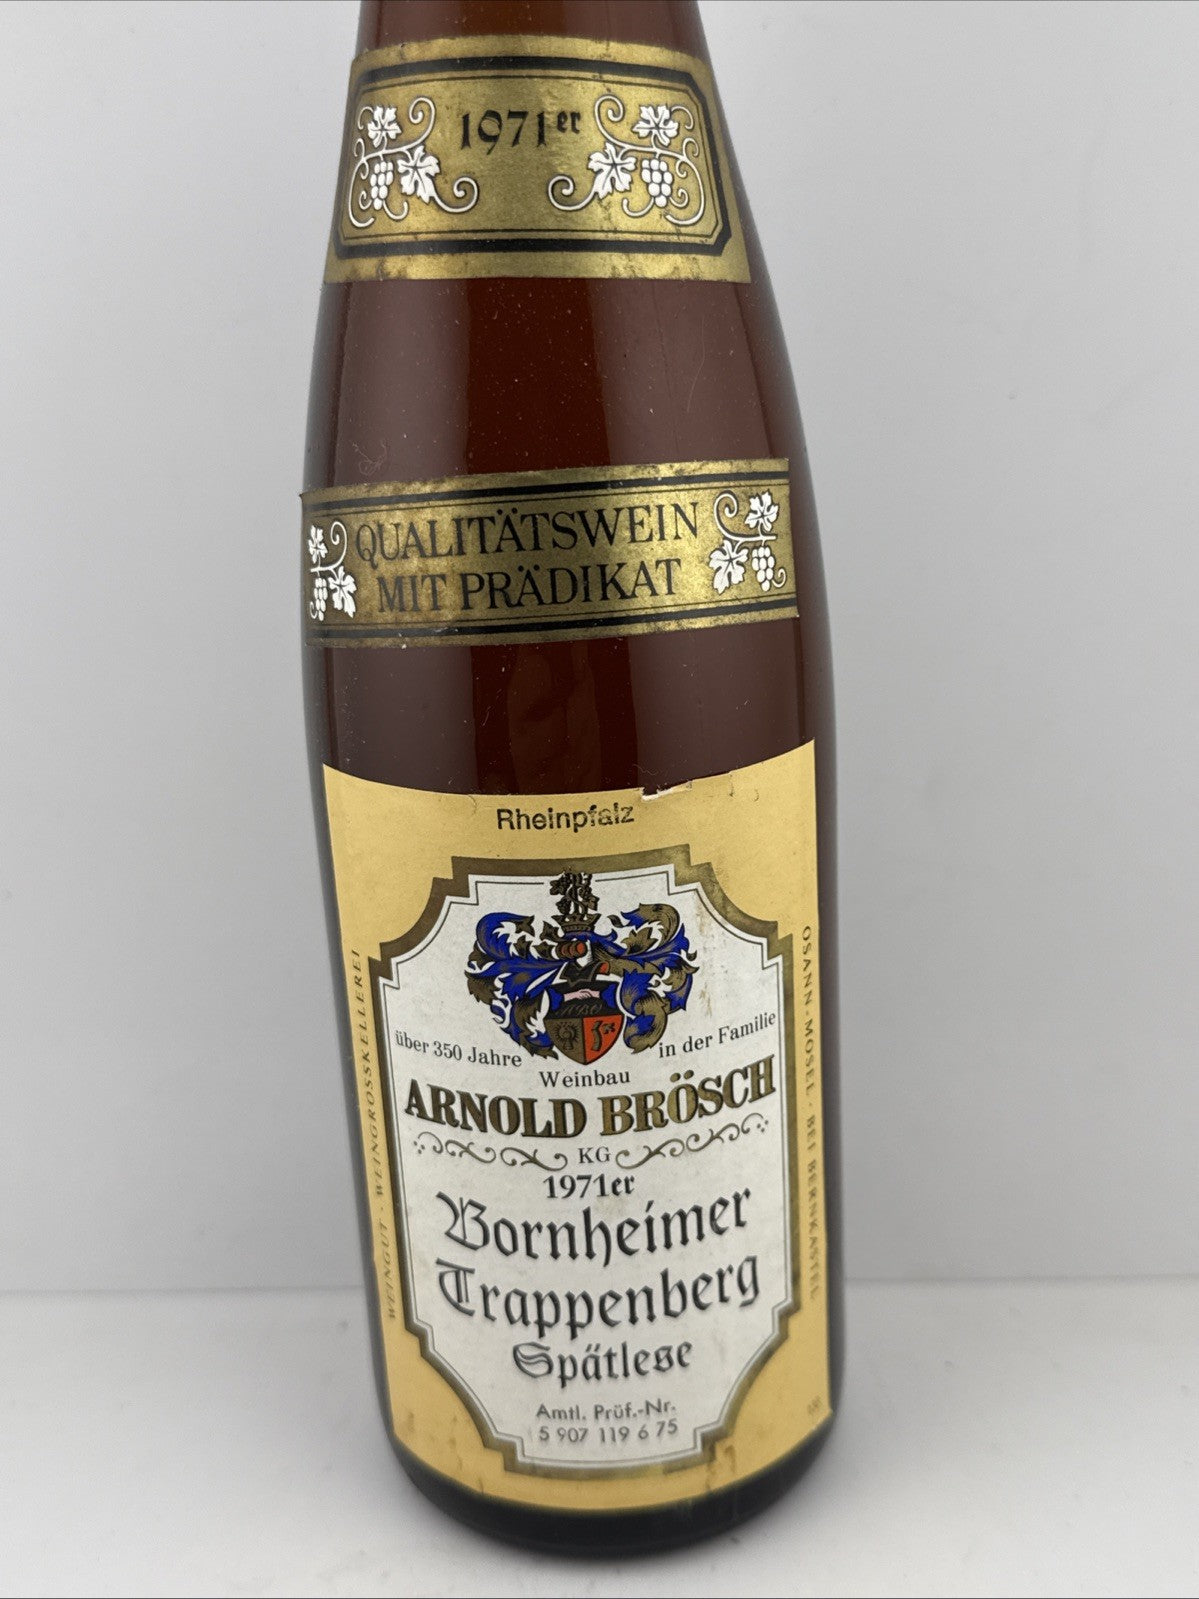 1971er
QUALITÄTSWEIN
MIT PRÄDIKAT
Rheinpfalz
über 350 Jahre
in der Familie
Weinbau
ARNOLD BRÖSCH
KG
1971er
Bornheimer
Trappenberg
Spätlese
Amtl. Prüf.-Nr.
5 907 119 6 75
WEINGUT · WEINGROSSKELLEREI
OSANN-MOSEL · BEI BERNKASTEL